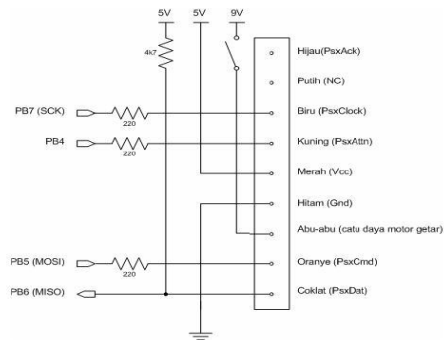 5V 5V 9V
4k7
Hijau(PsxAck)
Putih (NC)
PB7 (SCK) 220 Biru (PsxClock)
PB4 220 Kuning (PsxAttn)
Merah (Vcc)
Hitam (Gnd)
Abu-abu (catu daya motor getar)
PB5 (MOSI) 220 Oranye (PsxCmd)
PB6 (MISO) Coklat (PsxDat)